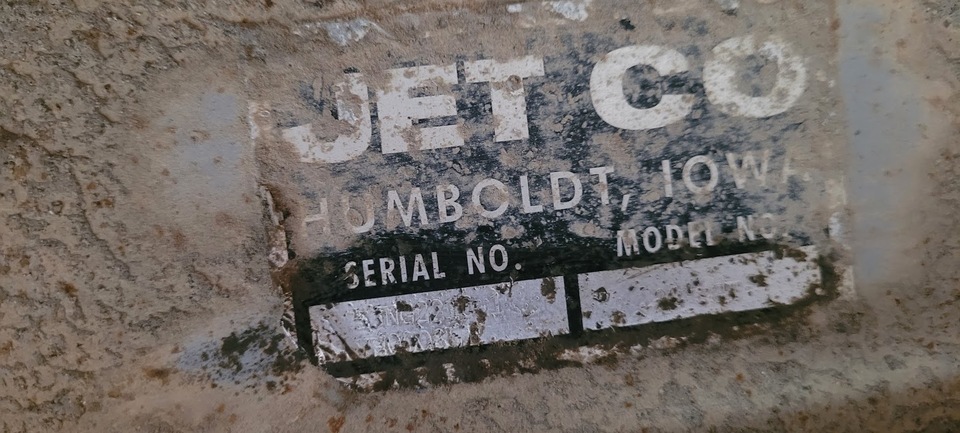 JET CO
HUMBOLDT, IOWA
SERIAL NO. MODEL NO.